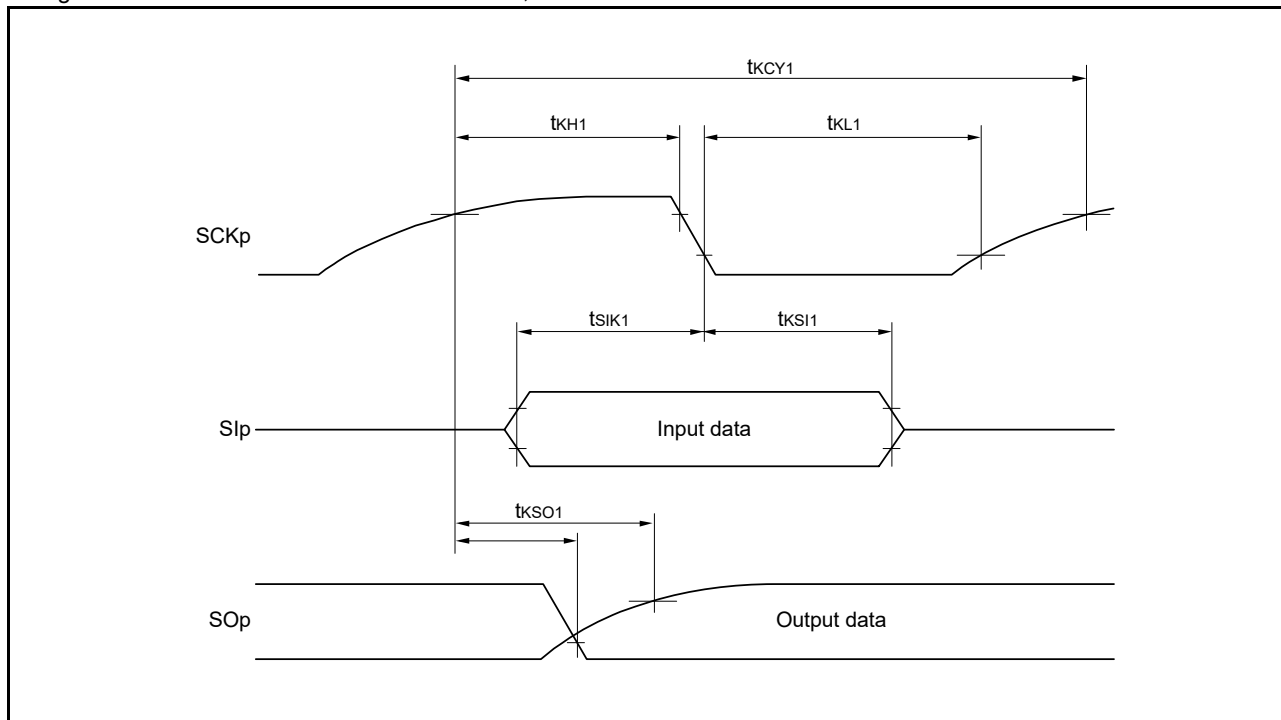 tKCY1
tKH1
tKL1
SCKp
tSIK1
tKSI1
SIp
Input data
tKSO1
SOp
Output data